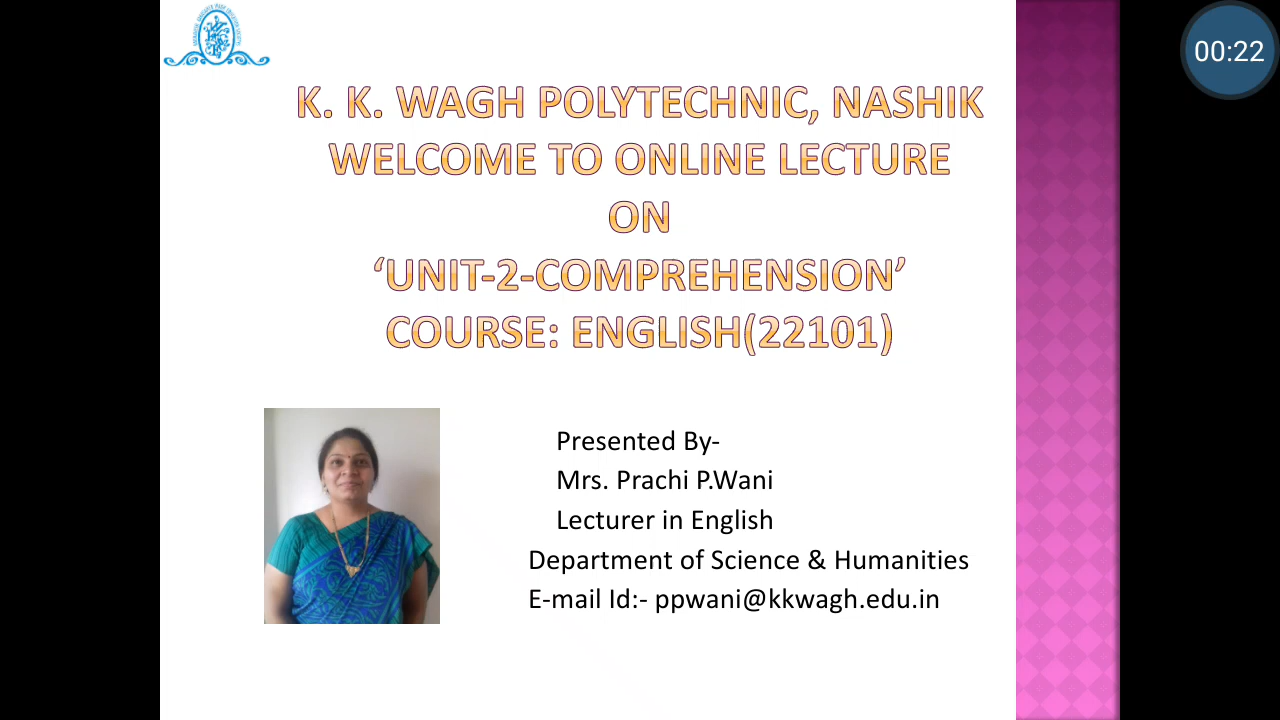 K. K. WAGH POLYTECHNIC, NASHIK
WELCOME TO ONLINE LECTURE
ON
‘UNIT-2-COMPREHENSION’
COURSE: ENGLISH(22101)
Presented By-
Mrs. Prachi P.Wani
Lecturer in English
Department of Science & Humanities
E-mail Id:- ppwani@kkwagh.edu.in
00:22